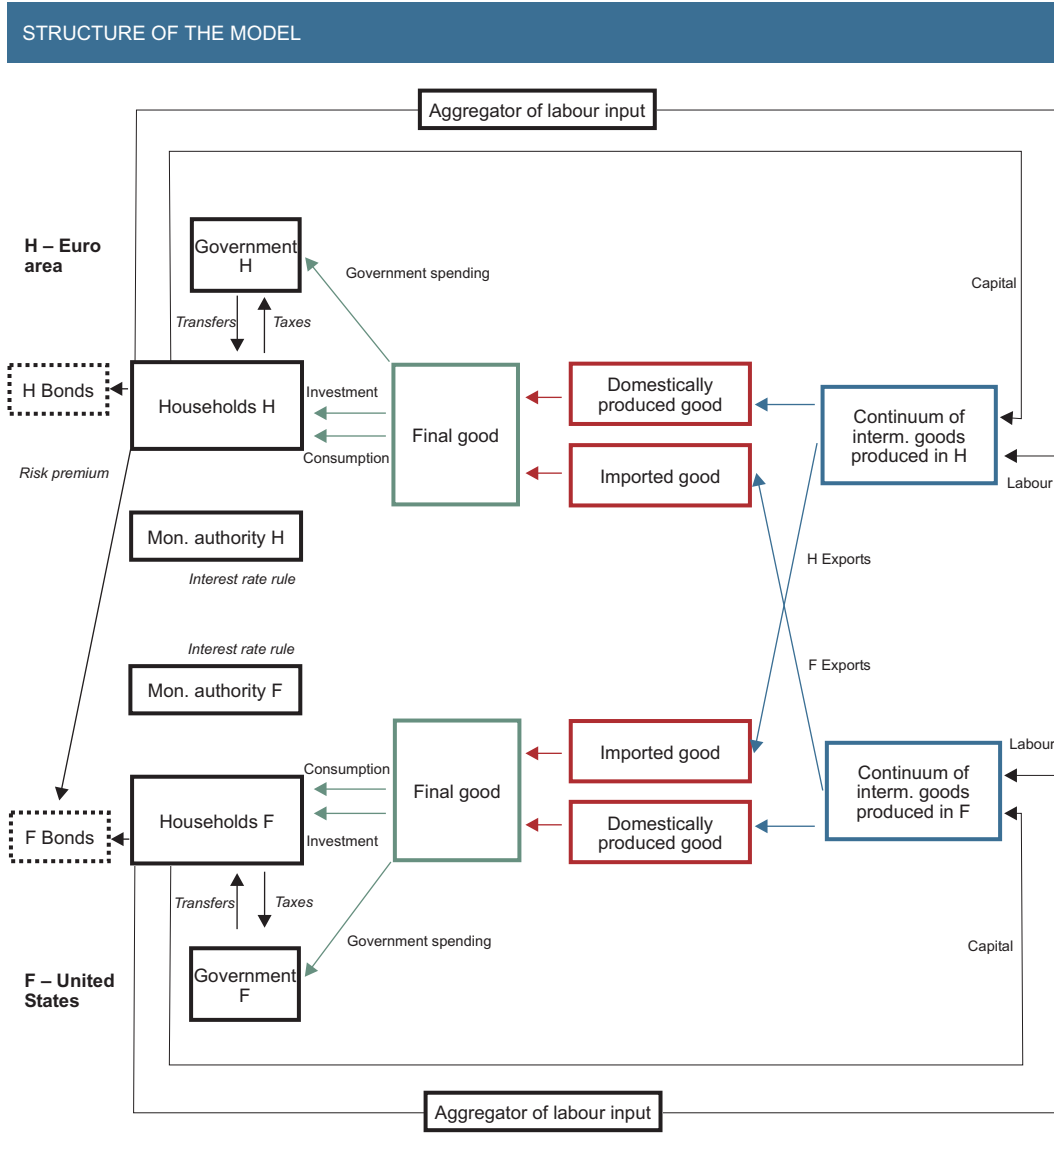 STRUCTURE OF THE MODEL
Aggregator of labour input
H – Euro
area
Government
H
Government spending
Capital
Transfers
Taxes
H Bonds
Households H
Investment
Consumption
Final good
Domestically
produced good
Imported good
Continuum of
interm. goods
produced in H
Labour
Risk premium
Mon. authority H
Interest rate rule
H Exports
Interest rate rule
Mon. authority F
F Exports
F Bonds
Households F
Consumption
Investment
Final good
Imported good
Domestically
produced good
Continuum of
interm. goods
produced in F
Labour
Transfers
Taxes
Government spending
Capital
F – United
States
Government
F
Aggregator of labour input